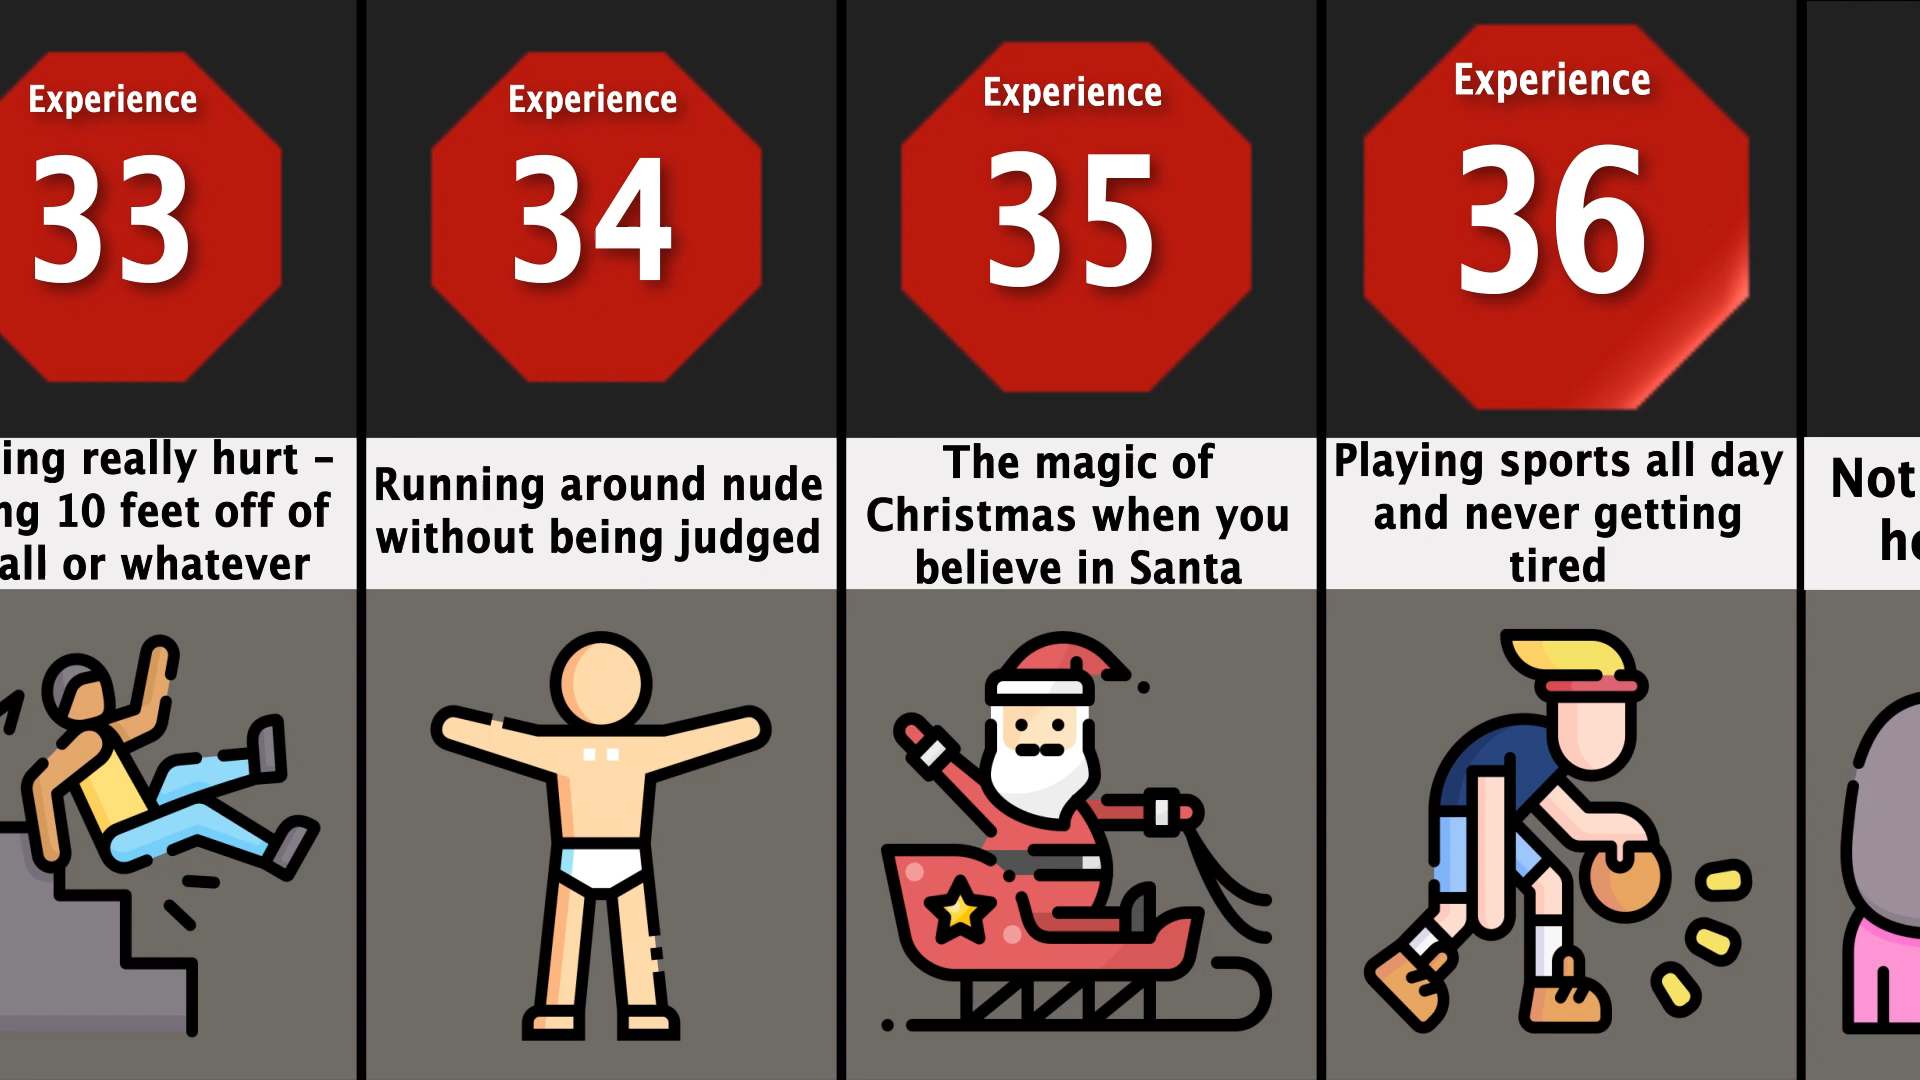 Experience
33
ing really hurt –
ng 10 feet off of
all or whatever
Experience
34
Running around nude
without being judged
Experience
35
The magic of
Christmas when you
believe in Santa
Experience
36
Playing sports all day
and never getting
tired
Not